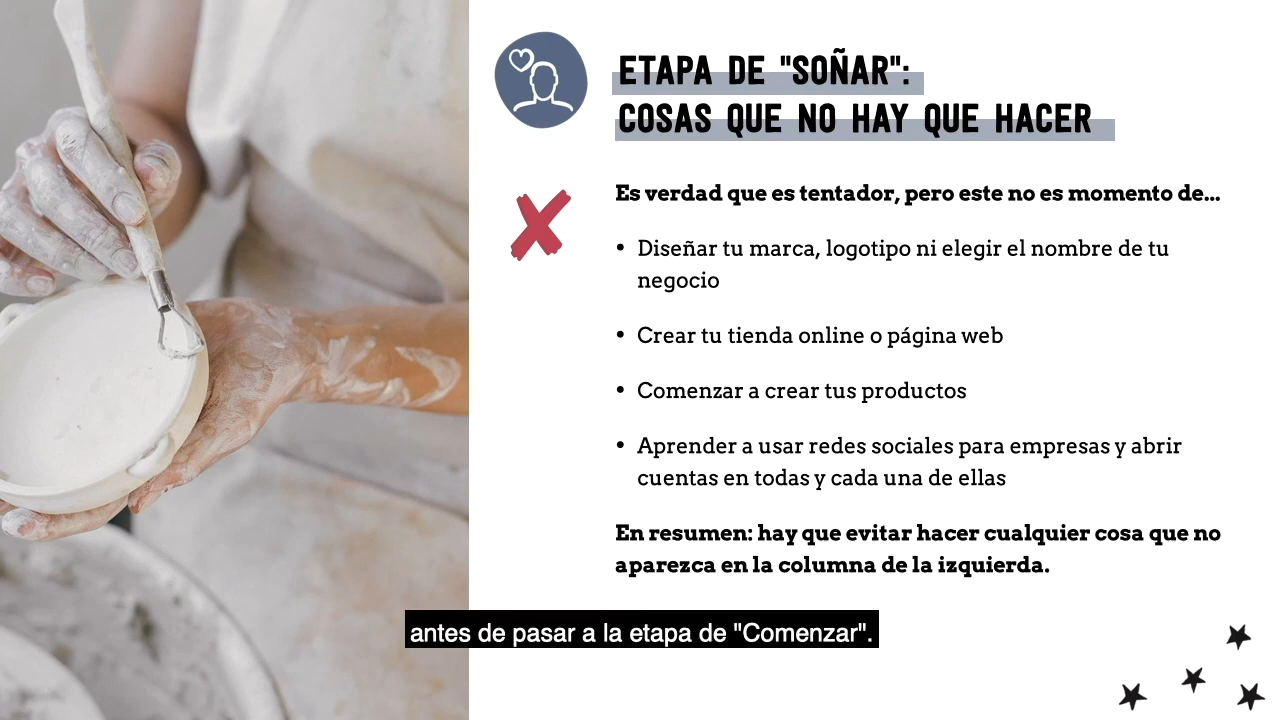 ETAPA DE "SOÑAR":
COSAS QUE NO HAY QUE HACER
Es verdad que es tentador, pero este no es momento de...
• Diseñar tu marca, logotipo ni elegir el nombre de tu
negocio
• Crear tu tienda online o página web
• Comenzar a crear tus productos
• Aprender a usar redes sociales para empresas y abrir
cuentas en todas y cada una de ellas
En resumen: hay que evitar hacer cualquier cosa que no
aparezca en la columna de la izquierda.
antes de pasar a la etapa de "Comenzar".